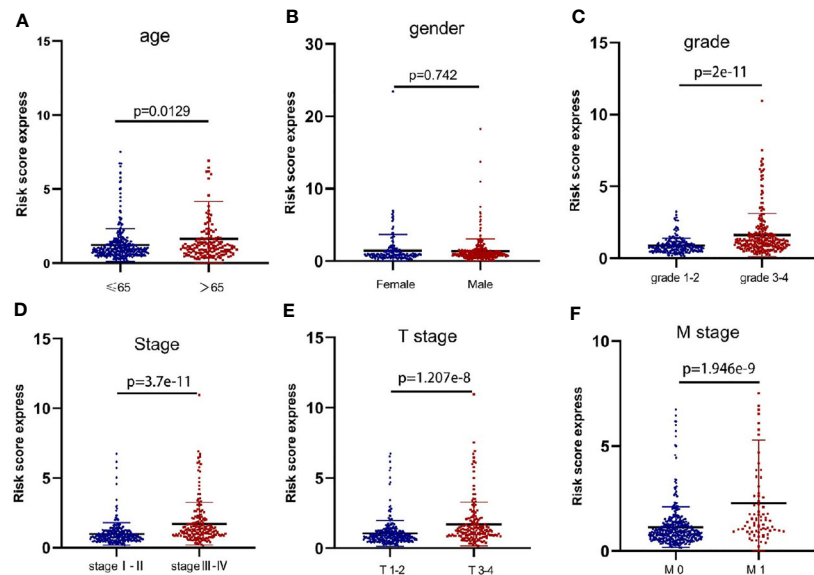 A
age
Risk score express
15
10
5
0
p=0.0129
≤65
>65
B
gender
Risk score express
30
20
10
0
p=0.742
Female
Male
C
grade
Risk score express
15
10
5
0
p=2e-11
grade 1-2
grade 3-4
D
Stage
Risk score express
15
10
5
0
p=3.7e-11
stage I-II
stage III-IV
E
T stage
Risk score express
15
10
5
0
p=1.207e-8
T 1-2
T 3-4
F
M stage
Risk score express
10
5
0
p=1.946e-9
M 0
M 1